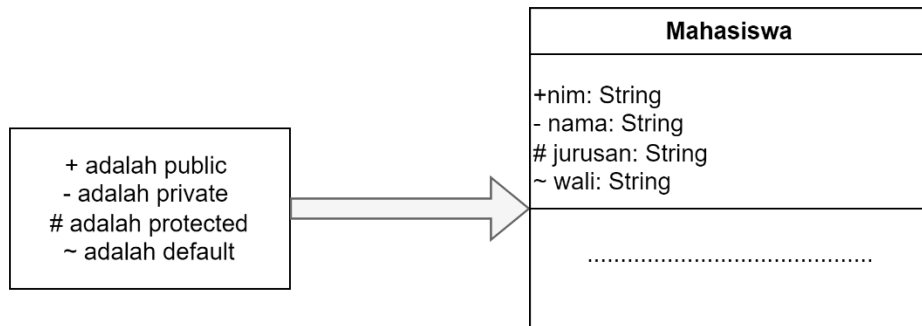 + adalah public
- adalah private
# adalah protected
~ adalah default
Mahasiswa
+nim: String
- nama: String
# jurusan: String
~ wali: String
...........................................